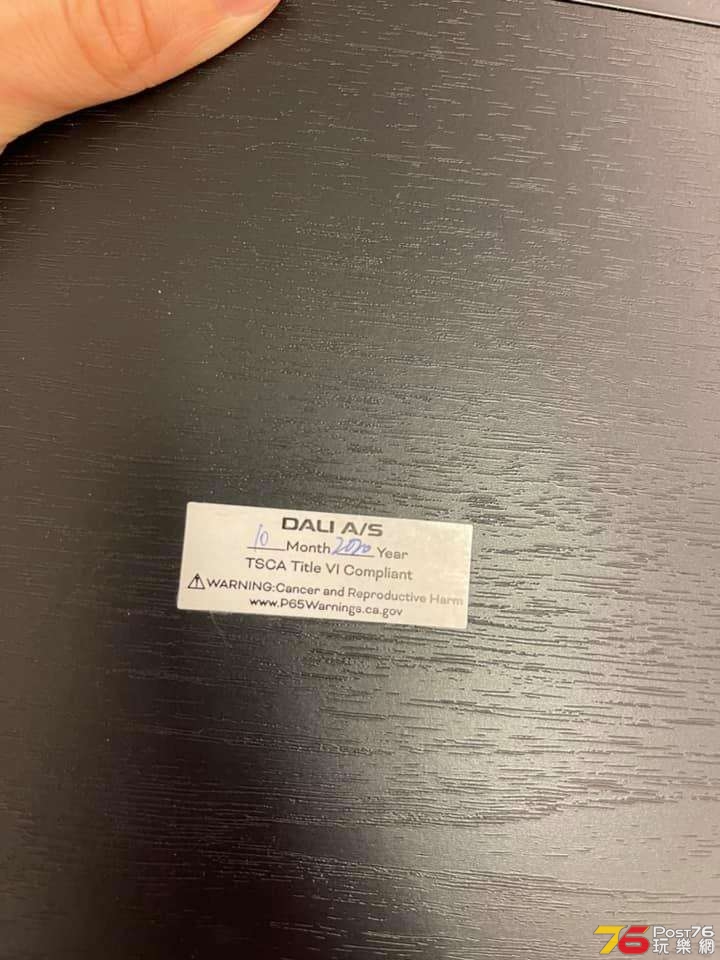 DALI A/S
10 Month 2020 Year
TSCA Title VI Compliant
⚠WARNING:Cancer and Reproductive Harm
www.P65Warnings.ca.gov
76 POST76
玩樂網